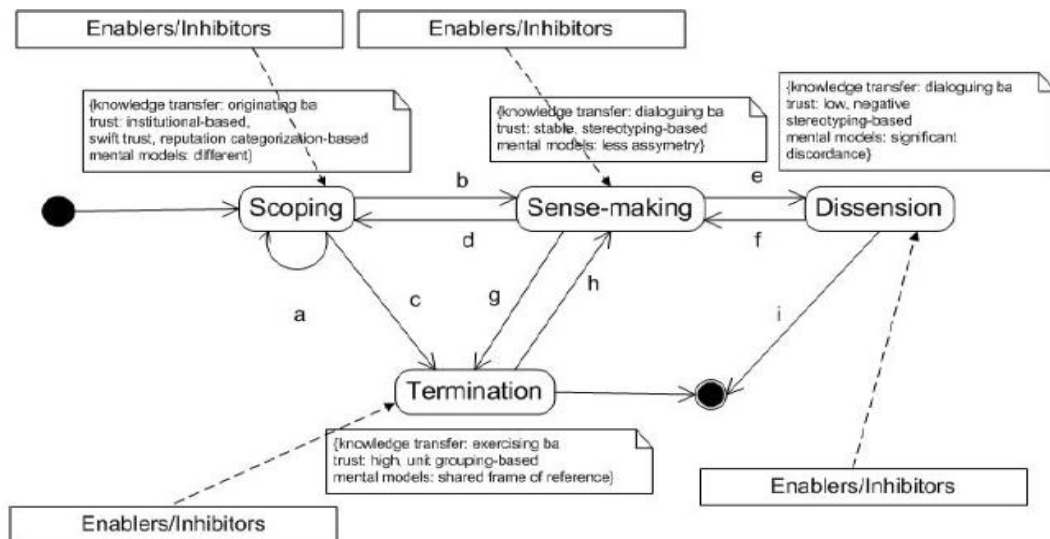 Enablers/Inhibitors
Enablers/Inhibitors
{knowledge transfer: originating ba
trust: institutional-based,
swift trust, reputation categorization-based
mental models: different}
{knowledge transfer: dialoguing ba
trust: stable, stereotyping-based
mental models: less assymetry}
{knowledge transfer: dialoguing ba
trust: low, negative
stereotyping-based
mental models: significant
discordance}
Scoping
b
d
Sense-making
e
f
Dissension
a
c
g
h
i
Termination
{knowledge transfer: exercising ba
trust: high, unit grouping-based
mental models: shared frame of reference}
Enablers/Inhibitors
Enablers/Inhibitors